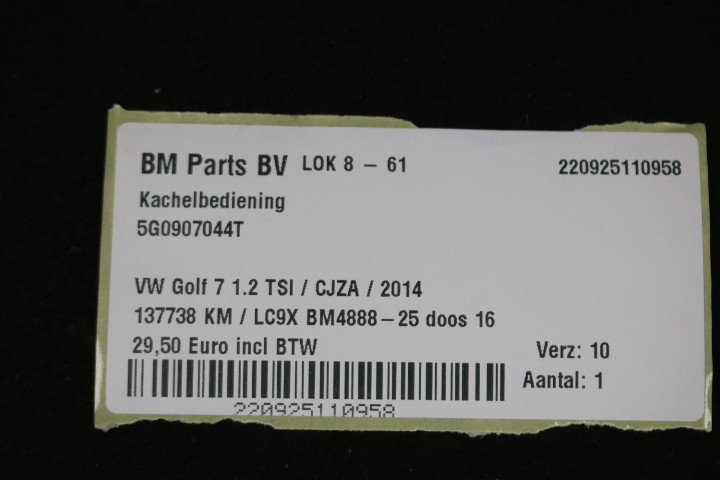 BM Parts BV LOK 8 - 61 220925110958
Kachelbediening
5G0907044T
VW Golf 7 1.2 TSI / CJZA / 2014
137738 KM / LC9X BM4888-25 doos 16
29,50 Euro incl BTW Verz: 10
Aantal: 1
220925110958